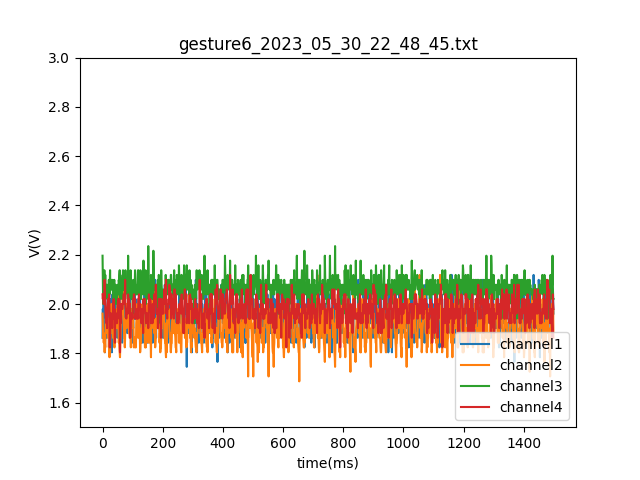 gesture6_2023_05_30_22_48_45.txt
3.0
2.8
2.6
2.4
2.2
2.0
1.8
1.6
V(V)
channel1
channel2
channel3
channel4
0 200 400 600 800 1000 1200 1400
time(ms)